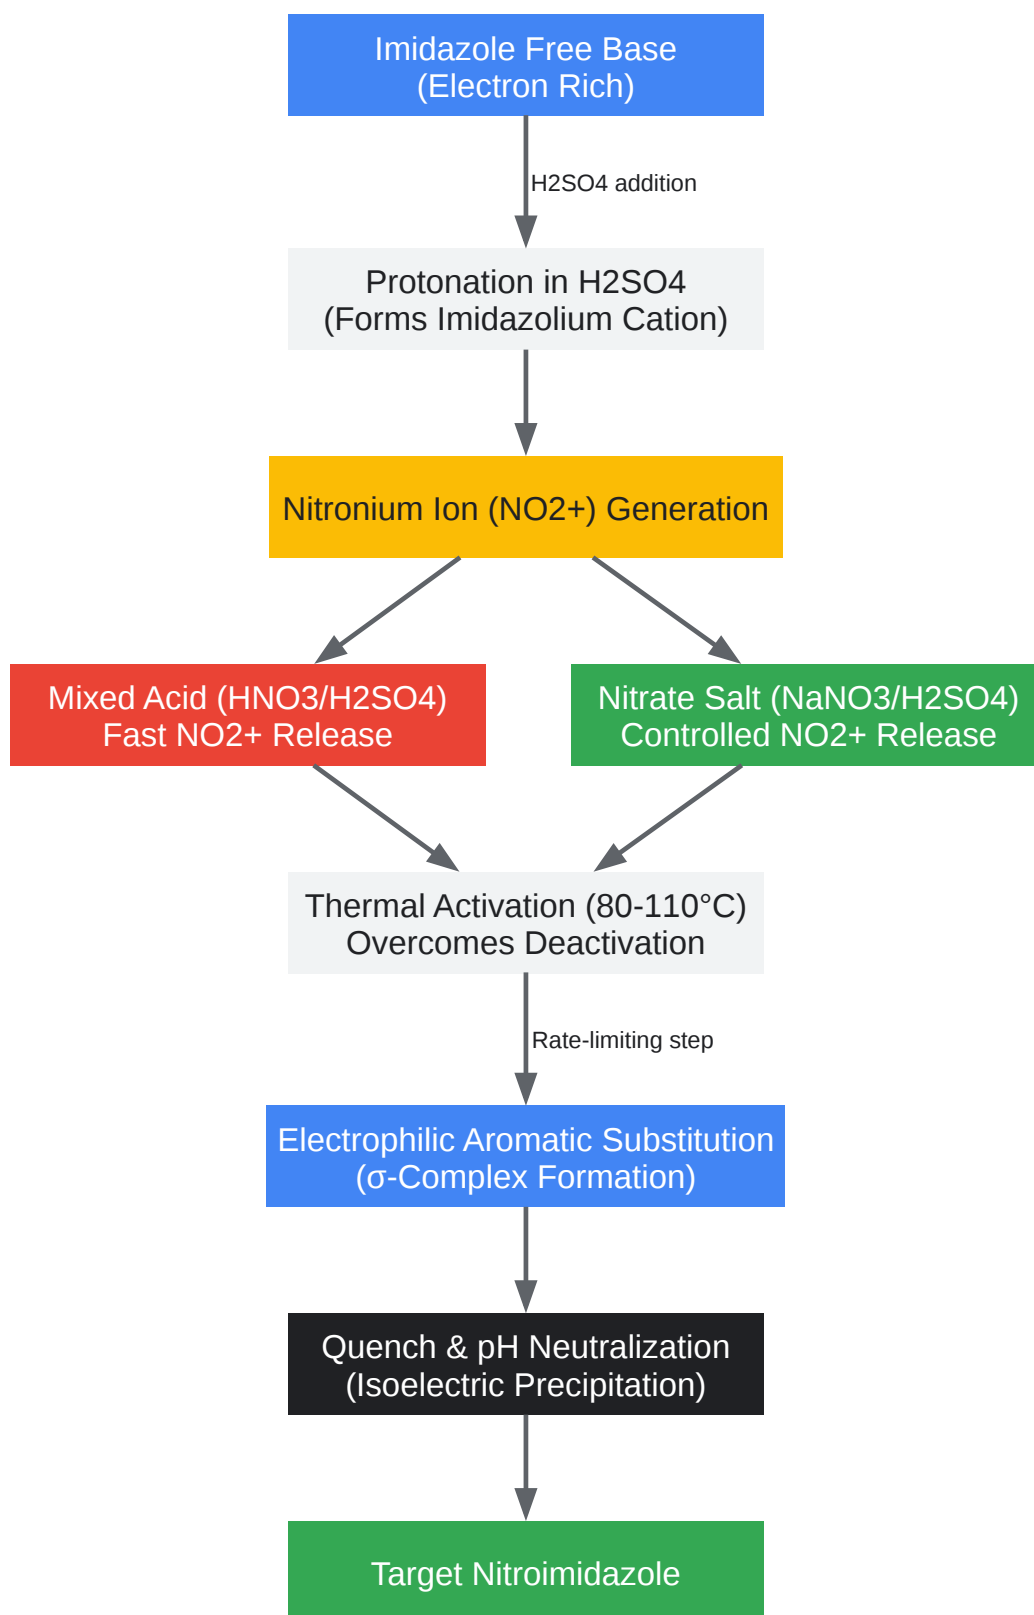 Imidazole Free Base
(Electron Rich)
H2SO4 addition
Protonation in H2SO4
(Forms Imidazolium Cation)
Nitronium Ion (NO2+) Generation
Mixed Acid (HNO3/H2SO4)
Fast NO2+ Release
Nitrate Salt (NaNO3/H2SO4)
Controlled NO2+ Release
Thermal Activation (80-110°C)
Overcomes Deactivation
Rate-limiting step
Electrophilic Aromatic Substitution
(σ-Complex Formation)
Quench & pH Neutralization
(Isoelectric Precipitation)
Target Nitroimidazole